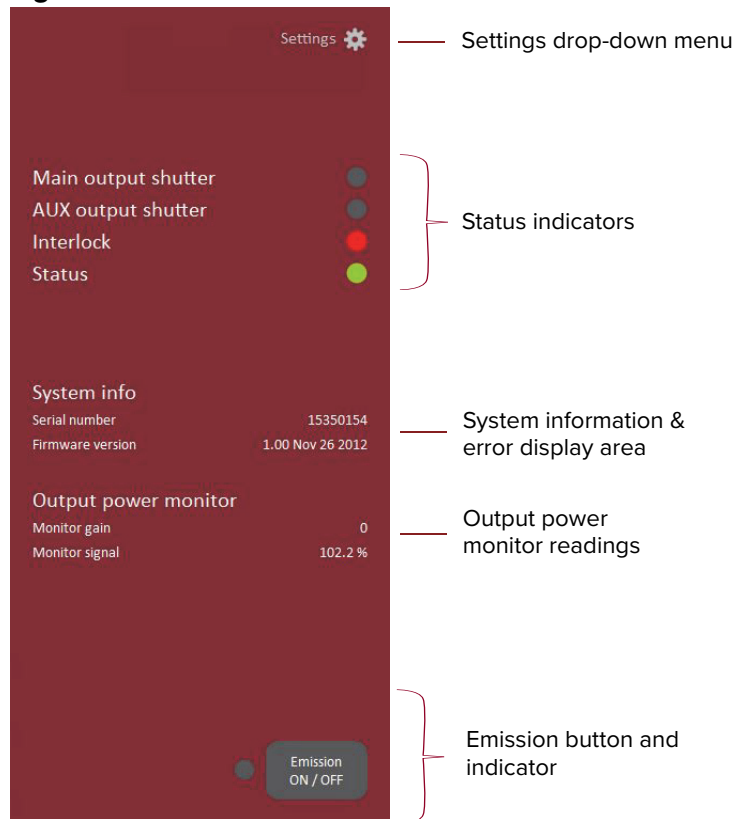 Settings
Settings drop-down menu
Main output shutter
AUX output shutter
Interlock
Status
Status indicators
System info
Serial number 15350154
Firmware version 1.00 Nov 26 2012
System information &
error display area
Output power monitor
Monitor gain 0
Monitor signal 102.2 %
Output power
monitor readings
Emission
ON / OFF
Emission button and
indicator